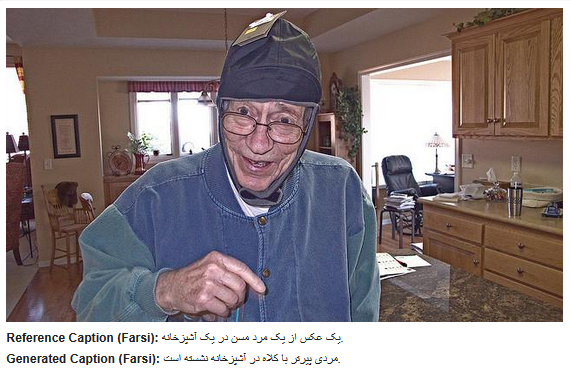 Reference Caption (Farsi): یک عکس از یک مرد مسن در یک آشپزخانه.
Generated Caption (Farsi): مردی پیرتر با کلاه در آشپزخانه نشسته است.